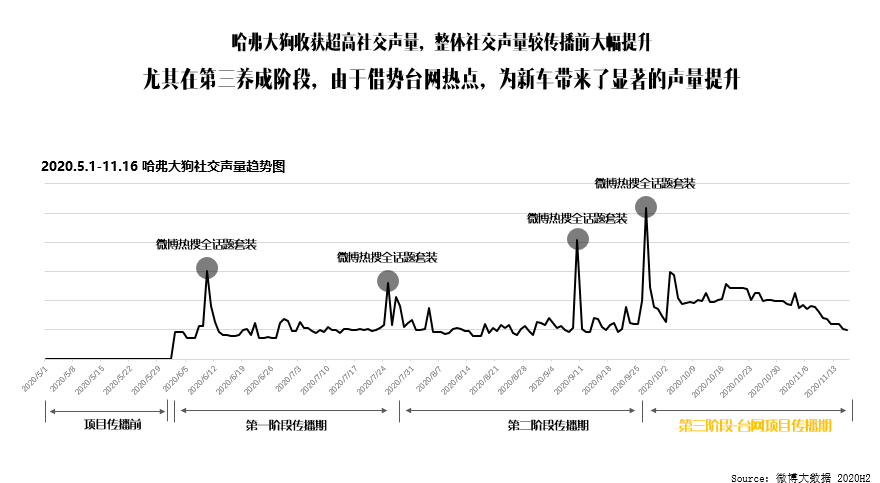 哈弗大狗收获超高社交声量，整体社交声量较传播前大幅提升
尤其在第三养成阶段，由于借势台网热点，为新车带来了显著的声量提升
2020.5.1-11.16 哈弗大狗社交声量趋势图
微博热搜全话题套装
微博热搜全话题套装
微博热搜全话题套装
微博热搜全话题套装
2020/5/1
2020/5/8
2020/5/15
2020/5/22
2020/5/29
2020/6/5
2020/6/12
2020/6/19
2020/6/26
2020/7/3
2020/7/10
2020/7/17
2020/7/24
2020/7/31
2020/8/7
2020/8/14
2020/8/21
2020/8/28
2020/9/4
2020/9/11
2020/9/18
2020/9/25
2020/10/2
2020/10/9
2020/10/16
2020/10/23
2020/10/30
2020/11/6
2020/11/13
项目传播前
第一阶段传播期
第二阶段传播期
第三阶段-台网项目传播期
Source: 微博大数据 2020H2